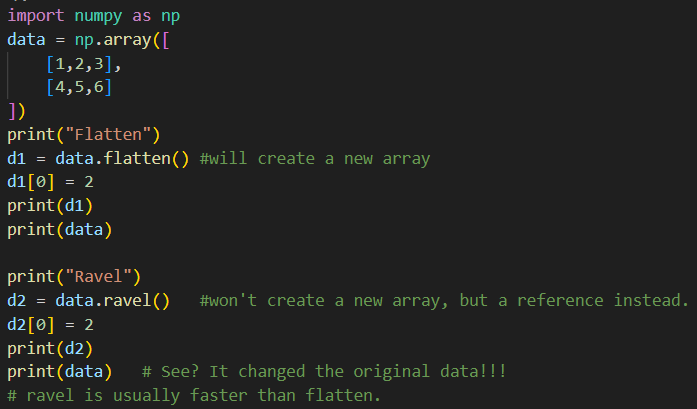 import numpy as np
data = np.array([
    [1,2,3],
    [4,5,6]
])
print("Flatten")
d1 = data.flatten() #will create a new array
d1[0] = 2
print(d1)
print(data)

print("Ravel")
d2 = data.ravel()   #won't create a new array, but a reference instead.
d2[0] = 2
print(d2)
print(data)   # See? It changed the original data!!!
# ravel is usually faster than flatten.